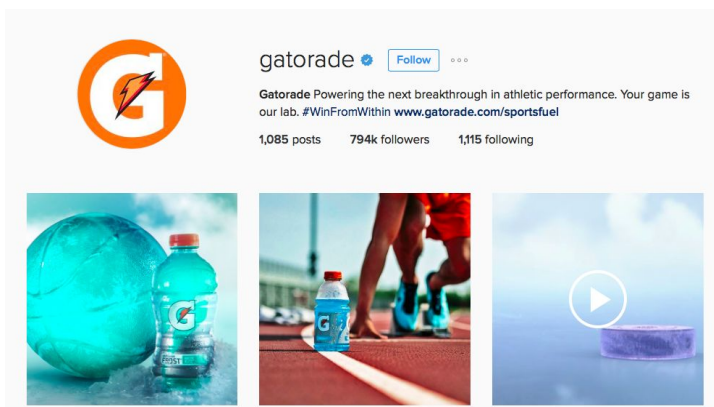 gatorade Follow
Gatorade Powering the next breakthrough in athletic performance. Your game is
our lab. #WinFromWithin www.gatorade.com/sportsfuel
1,085 posts 794k followers 1,115 following
G
G
FROST
G